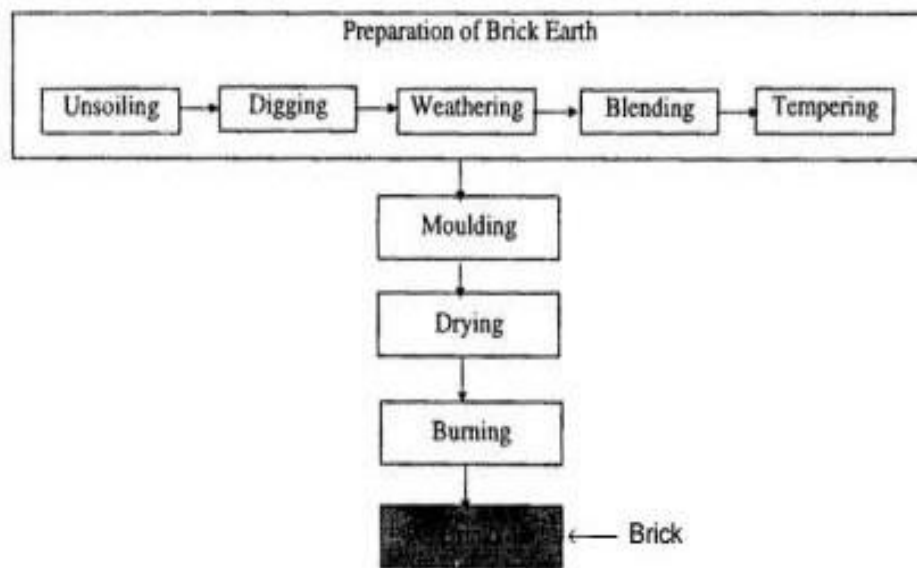 Preparation of Brick Earth
Unsoiling
Digging
Weathering
Blending
Tempering
Moulding
Drying
Burning
Brick